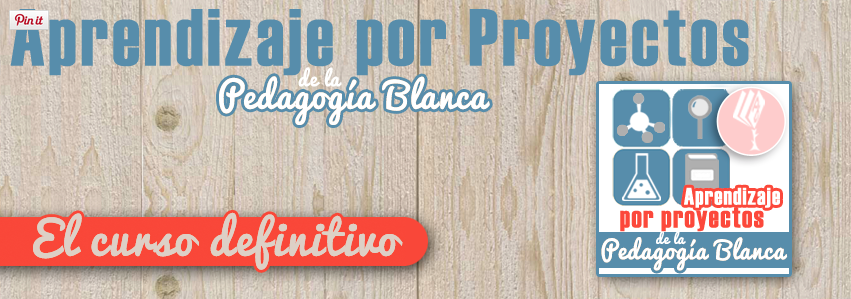 Pin it
Aprendizaje por Proyectos
de la
Pedagogía Blanca
El curso definitivo
Aprendizaje
por proyectos
de la
Pedagogía Blanca